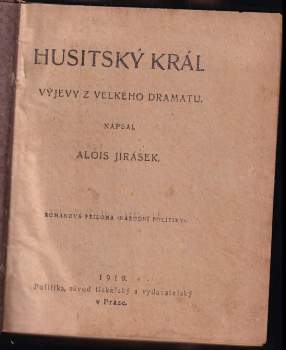 HUSITSKÝ KRÁL
VÝJEVY Z VELKÉHO DRAMATU.
NAPSAL
ALOIS JIRÁSEK.
ROMÁNOVÁ PŘÍLOHA »NÁRODNÍ POLITIKY«
1919.
Politika, závod tiskařský a vydavatelský
v Praze.